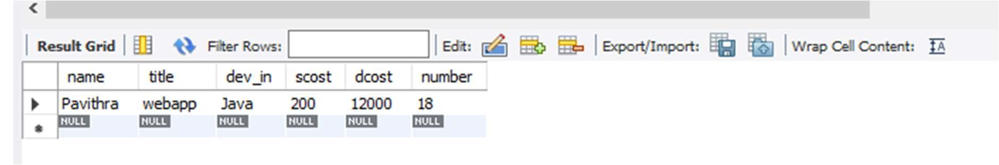 Result Grid Filter Rows: Edit: Export/Import: Wrap Cell Content: A
name title dev_in scost dcost number
Pavithra webapp Java 200 12000 18
NULL NULL NULL NULL NULL NULL